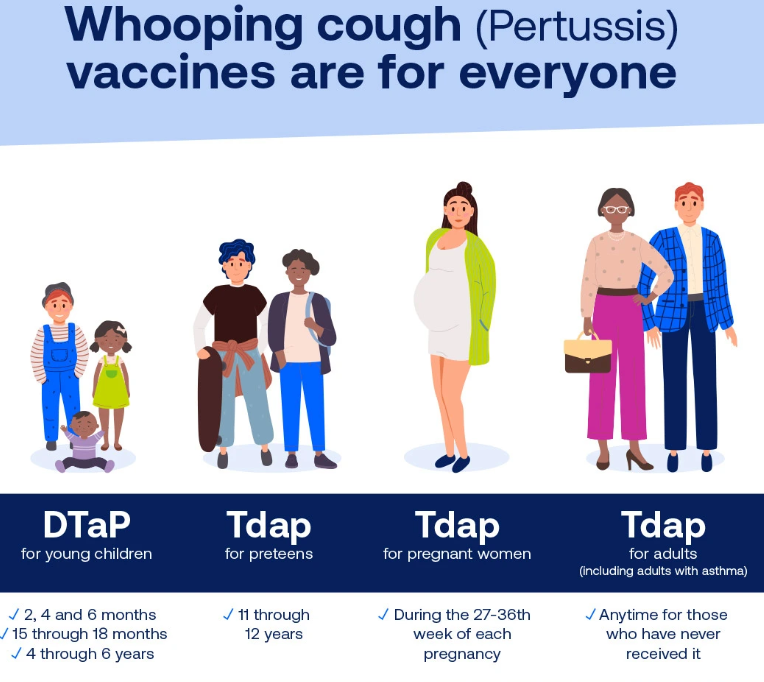 Whooping cough (Pertussis)
vaccines are for everyone
DTaP
for young children
Tdap
for preteens
Tdap
for pregnant women
Tdap
for adults
(including adults with asthma)
✓ 2, 4 and 6 months
✓ 15 through 18 months
✓ 4 through 6 years
✓ 11 through
12 years
✓ During the 27-36th
week of each
pregnancy
✓ Anytime for those
who have never
received it